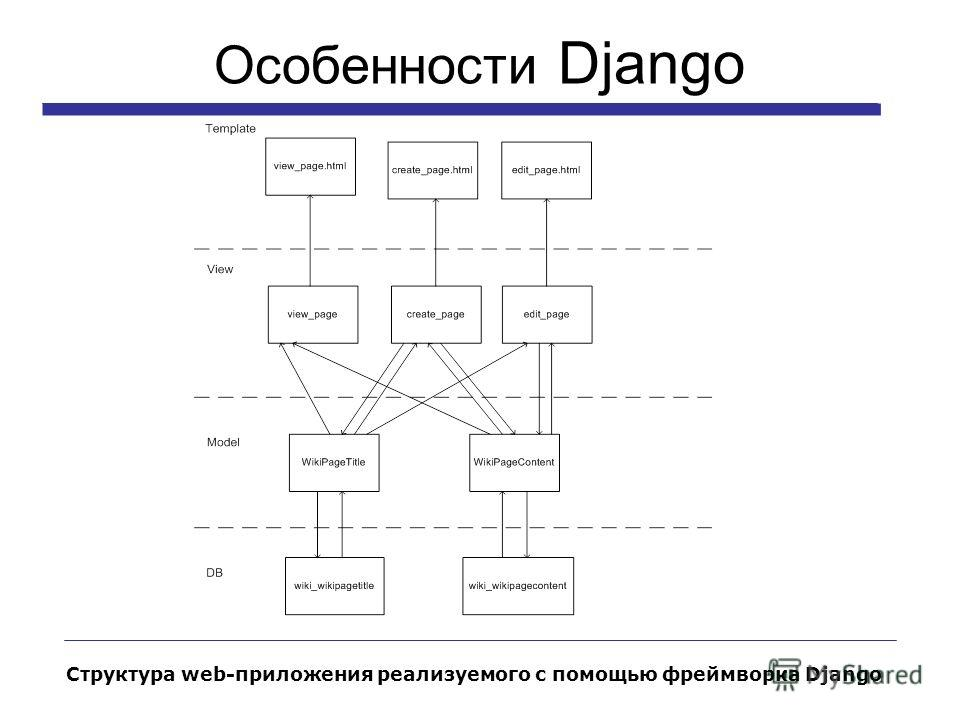 Особенности Django
Template
view_page.html
create_page.html
edit_page.html
View
view_page
create_page
edit_page
Model
WikiPageTitle
WikiPageContent
DB
wiki_wikipagetitle
wiki_wikipagecontent
Структура web-приложения реализуемого с помощью фреймворка Django
MyShared